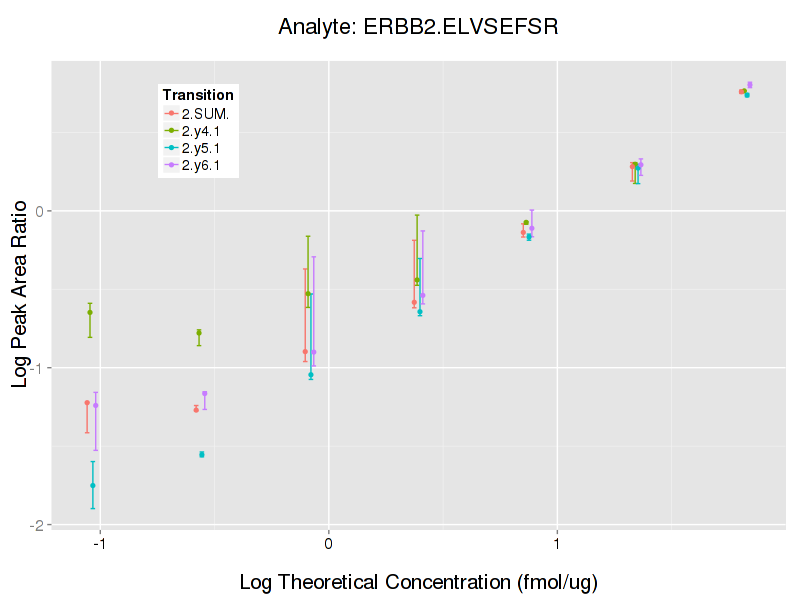 Analyte: ERBB2.ELVSEFSR
Transition
2.SUM.
2.y4.1
2.y5.1
2.y6.1
Log Peak Area Ratio
0
-1
-2
-1
0
1
Log Theoretical Concentration (fmol/ug)